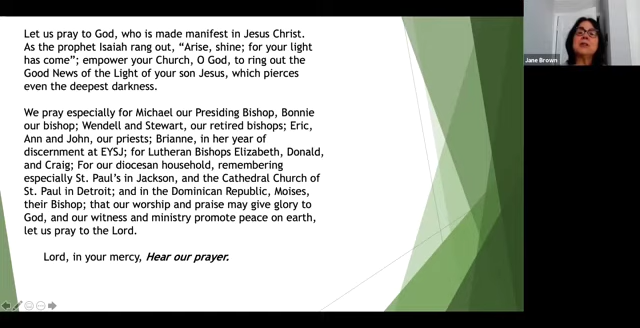 Let us pray to God, who is made manifest in Jesus Christ.
As the prophet Isaiah rang out, “Arise, shine; for your light
has come”; empower your Church, O God, to ring out the
Good News of the Light of your son Jesus, which pierces
even the deepest darkness.
We pray especially for Michael our Presiding Bishop, Bonnie
our bishop; Wendell and Stewart, our retired bishops; Eric,
Ann and John, our priests; Brianne, in her year of
discernment at EYSJ; for Lutheran Bishops Elizabeth, Donald,
and Craig; For our diocesan household, remembering
especially St. Paul’s in Jackson, and the Cathedral Church of
St. Paul in Detroit; and in the Dominican Republic, Moises,
their Bishop; that our worship and praise may give glory to
God, and our witness and ministry promote peace on earth,
let us pray to the Lord.
Lord, in your mercy, Hear our prayer.
Jane Brown